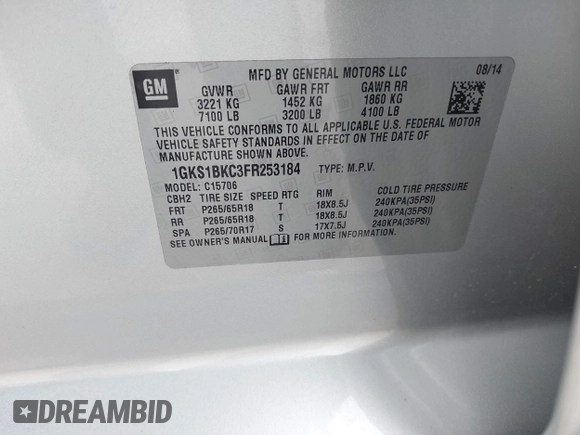 GM
MFD BY GENERAL MOTORS LLC 08/14
GVWR GAWR FRT GAWR RR
3221 KG 1452 KG 1860 KG
7100 LB 3200 LB 4100 LB
THIS VEHICLE CONFORMS TO ALL APPLICABLE U.S. FEDERAL MOTOR
VEHICLE SAFETY STANDARDS IN EFFECT ON THE DATE OF
MANUFACTURE SHOWN ABOVE.
1GKS1BKC3FR253184 TYPE: M.P.V.
MODEL: C15706
CBH2 TIRE SIZE SPEED RTG RIM COLD TIRE PRESSURE
FRT P265/65R18 T 18X8.5J 240KPA(35PSI)
RR P265/65R18 T 18X8.5J 240KPA(35PSI)
SPA P265/70R17 S 17X7.5J 240KPA(35PSI)
SEE OWNER'S MANUAL FOR MORE INFORMATION.
DREAMBID